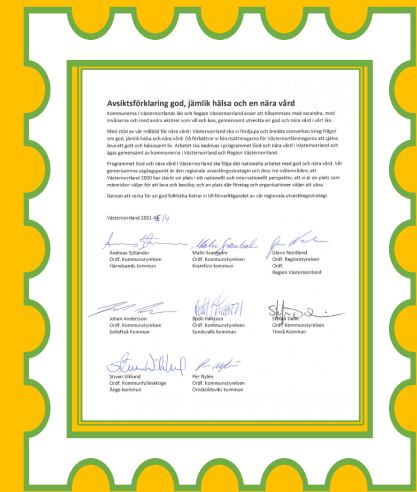 Avsiktsförklaring god, jämlik hälsa och en nära vård
Kommunerna i Västernorrlands län och Region Västernorrland avser att tillsammans med varandra, med
invånarna och med andra aktörer som vill och kan, gemensamt utveckla en god och nära vård i vårt län.
Med stöd av vår målbild för nära vård i Västernorrland ska vi fördjupa och bredda samverkan kring frågor
om god, jämlik hälsa och nära vård. Då förbättrar vi förutsättningarna för Västernorrlänningarna att själva
leva ett gott och hälsosamt liv. Arbetet ska bedrivas i programmet God och nära vård i Västernorrland och
ägas gemensamt av kommunerna i Västernorrland och Region Västernorrland.
Programmet God och nära vård i Västernorrland ska följa det nationella arbetet med god och nära vård. Vår
gemensamma utgångspunkt är den regionala utvecklingsstrategin och dess tre målområden; att
Västernorrland 2030 har stärkt sin plats i ett nationellt och internationellt perspektiv, att vi är en plats som
människor väljer för att leva och besöka; och en plats där företag och organisationer väljer att växa.
Genom att verka för en god folkhälsa bidrar vi till förverkligandet av vår regionala utvecklingsstrategi.
Västernorrland 2021-
Andreas Sjölander
Ordf. Kommunstyrelsen
Härnösands kommun
Malin Svanholm
Ordf. Kommunstyrelsen
Kramfors kommun
Glenn Nordlund
Ordf. Regionstyrelsen
Ordf.
Region Västernorrland
Johan Andersson
Ordf. Kommunstyrelsen
Sollefteå Kommun
Bodil Hansson
Ordf. Kommunstyrelsen
Sundsvalls kommun
Stefan Dalin
Ordf. Kommunstyrelsen
Timrå Kommun
Stiven Wiklund
Ordf. Kommunfullmäktige
Ånge kommun
Per Nylén
Ordf. Kommunstyrelsen
Örnsköldsviks kommun